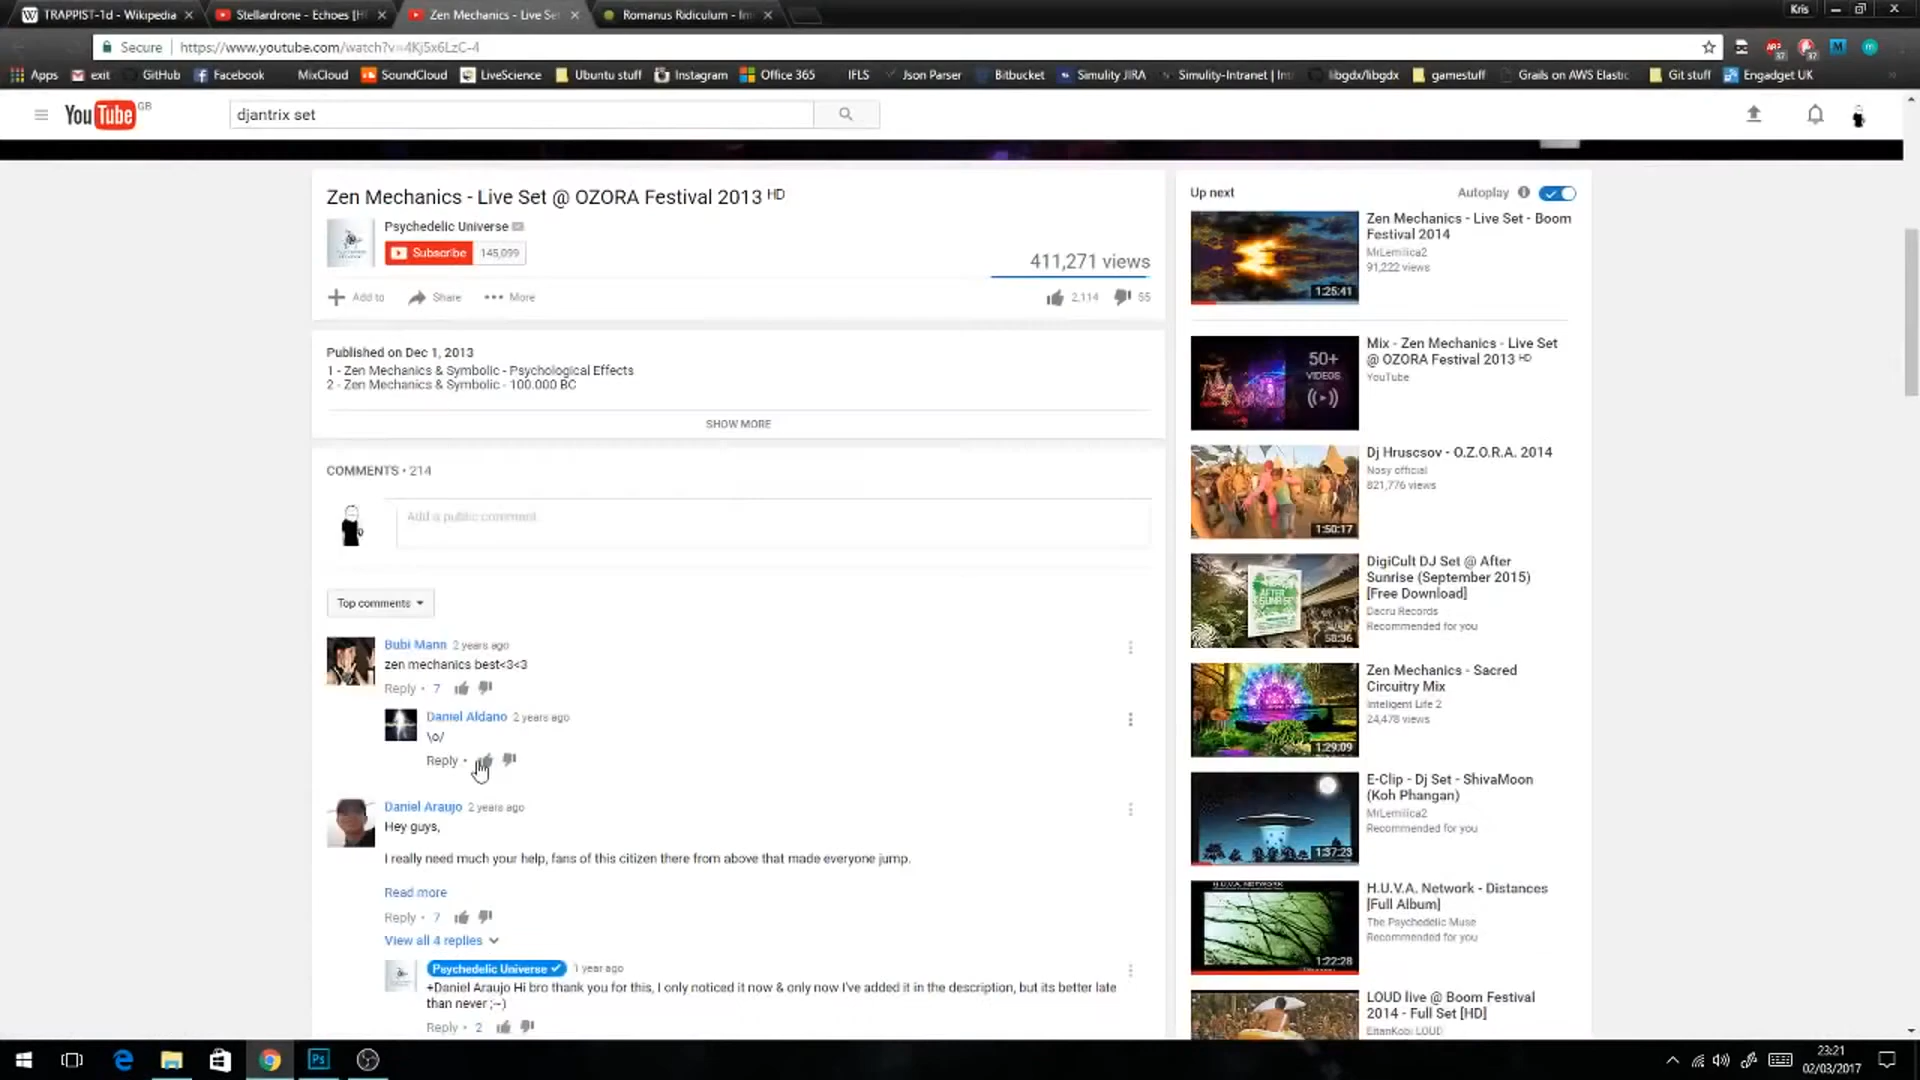 TRAPPIST-1d - Wikipedia
Stellardrone - Echoes [H
Zen Mechanics - Live Set
Romanus Ridiculum - Im
Kris
Secure
https://www.youtube.com/watch?v=4Kj5x6LzC-4
Apps
exit
GitHub
Facebook
MixCloud
SoundCloud
LiveScience
Ubuntu stuff
Instagram
Office 365
IFLS
Json Parser
Bitbucket
Simulity JIRA
Simulity-Intranet | Int
libgdx/libgdx
gamestuff
Grails on AWS Elastic
Git stuff
Engadget UK
YouTube GB
djantrix set
Zen Mechanics - Live Set @ OZORA Festival 2013 HD
Psychedelic Universe
Subscribe 145,099
411,271 views
Add to
Share
More
2,114
55
Published on Dec 1, 2013
1 - Zen Mechanics & Symbolic - Psychological Effects
2 - Zen Mechanics & Symbolic - 100.000 BC
SHOW MORE
COMMENTS • 214
Add a public comment
Top comments
Bubi Mann 2 years ago
zen mechanics best<3<3
Reply • 7
Daniel Aldano 2 years ago
\o/
Reply •
Daniel Araujo 2 years ago
Hey guys,
I really need much your help, fans of this citizen there from above that made everyone jump.
Read more
Reply • 7
View all 4 replies
Psychedelic Universe 1 year ago
+Daniel Araujo Hi bro thank you for this, I only noticed it now & only now I've added it in the description, but its better late
than never ;--)
Reply • 2
Up next
Autoplay
Zen Mechanics - Live Set - Boom
Festival 2014
MrLemilica2
91,222 views
1:25:41
50+
VIDEOS
Mix - Zen Mechanics - Live Set
@ OZORA Festival 2013 HD
YouTube
Dj Hruscsov - O.Z.O.R.A. 2014
Nosy official
821,776 views
1:50:17
DigiCult DJ Set @ After
Sunrise (September 2015)
[Free Download]
Dacru Records
Recommended for you
58:36
Zen Mechanics - Sacred
Circuitry Mix
Inteligent Life 2
24,478 views
1:29:09
E-Clip - Dj Set - ShivaMoon
(Koh Phangan)
MrLemilica2
Recommended for you
1:37:23
H.U.V.A. NETWORK
H.U.V.A. Network - Distances
[Full Album]
The Psychedelic Muse
Recommended for you
1:22:28
LOUD live @ Boom Festival
2014 - Full Set [HD]
EitanKobi LOUD
Ps
23:21
02/03/2017